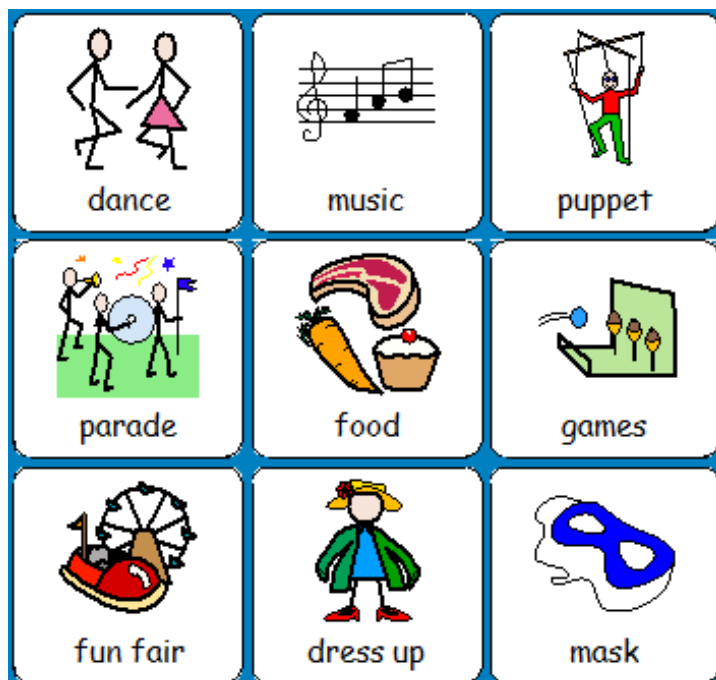 dance
music
puppet
parade
food
games
fun fair
dress up
mask